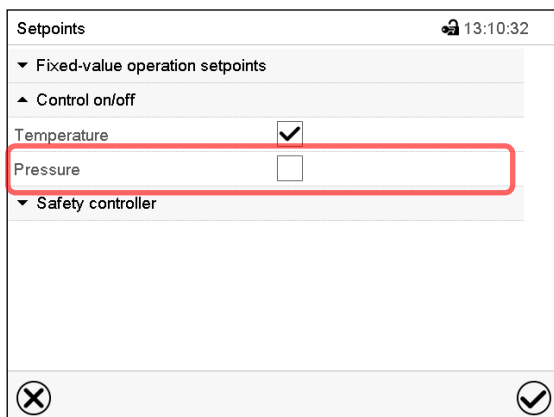 Setpoints 13:10:32
Fixed-value operation setpoints
Control on/off
Temperature
Pressure
Safety controller